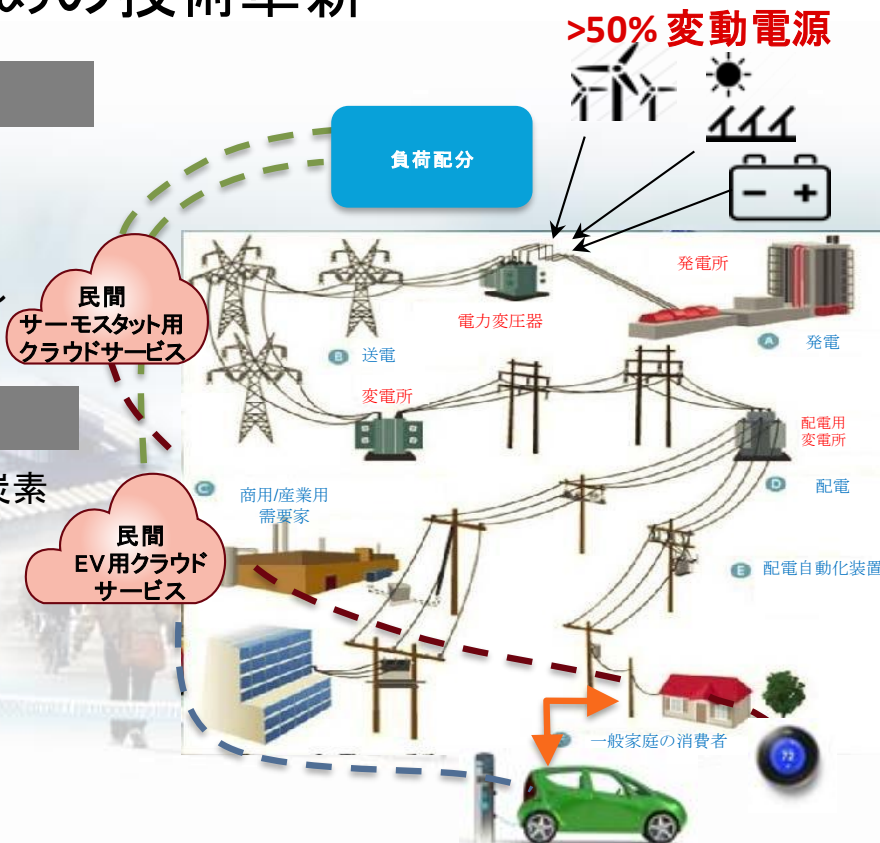 めの技術革新
>50% 変動電源
負荷配分
発電所
民間
サーモスタット用
クラウドサービス
電力変圧器
A 発電
B 送電
変電所
配電用
変電所
炭素
C 商用/産業用
需要家
D 配電
民間
EV用クラウド
サービス
E 配電自動化装置
一般家庭の消費者
72